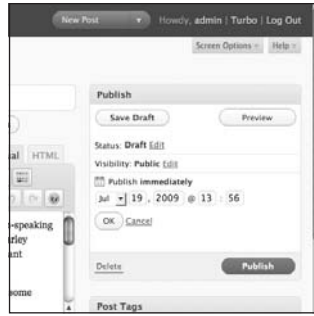 New Post Howdy, admin | Turbo | Log Out
Screen Options Help
Publish
Save Draft Preview
Status: Draft Edit
Visibility: Public Edit
HTML
Publish immediately
Jul 19, 2009 @ 13 : 56
OK Cancel
-speaking
rley
ant
Delete Publish
some
Post Tags